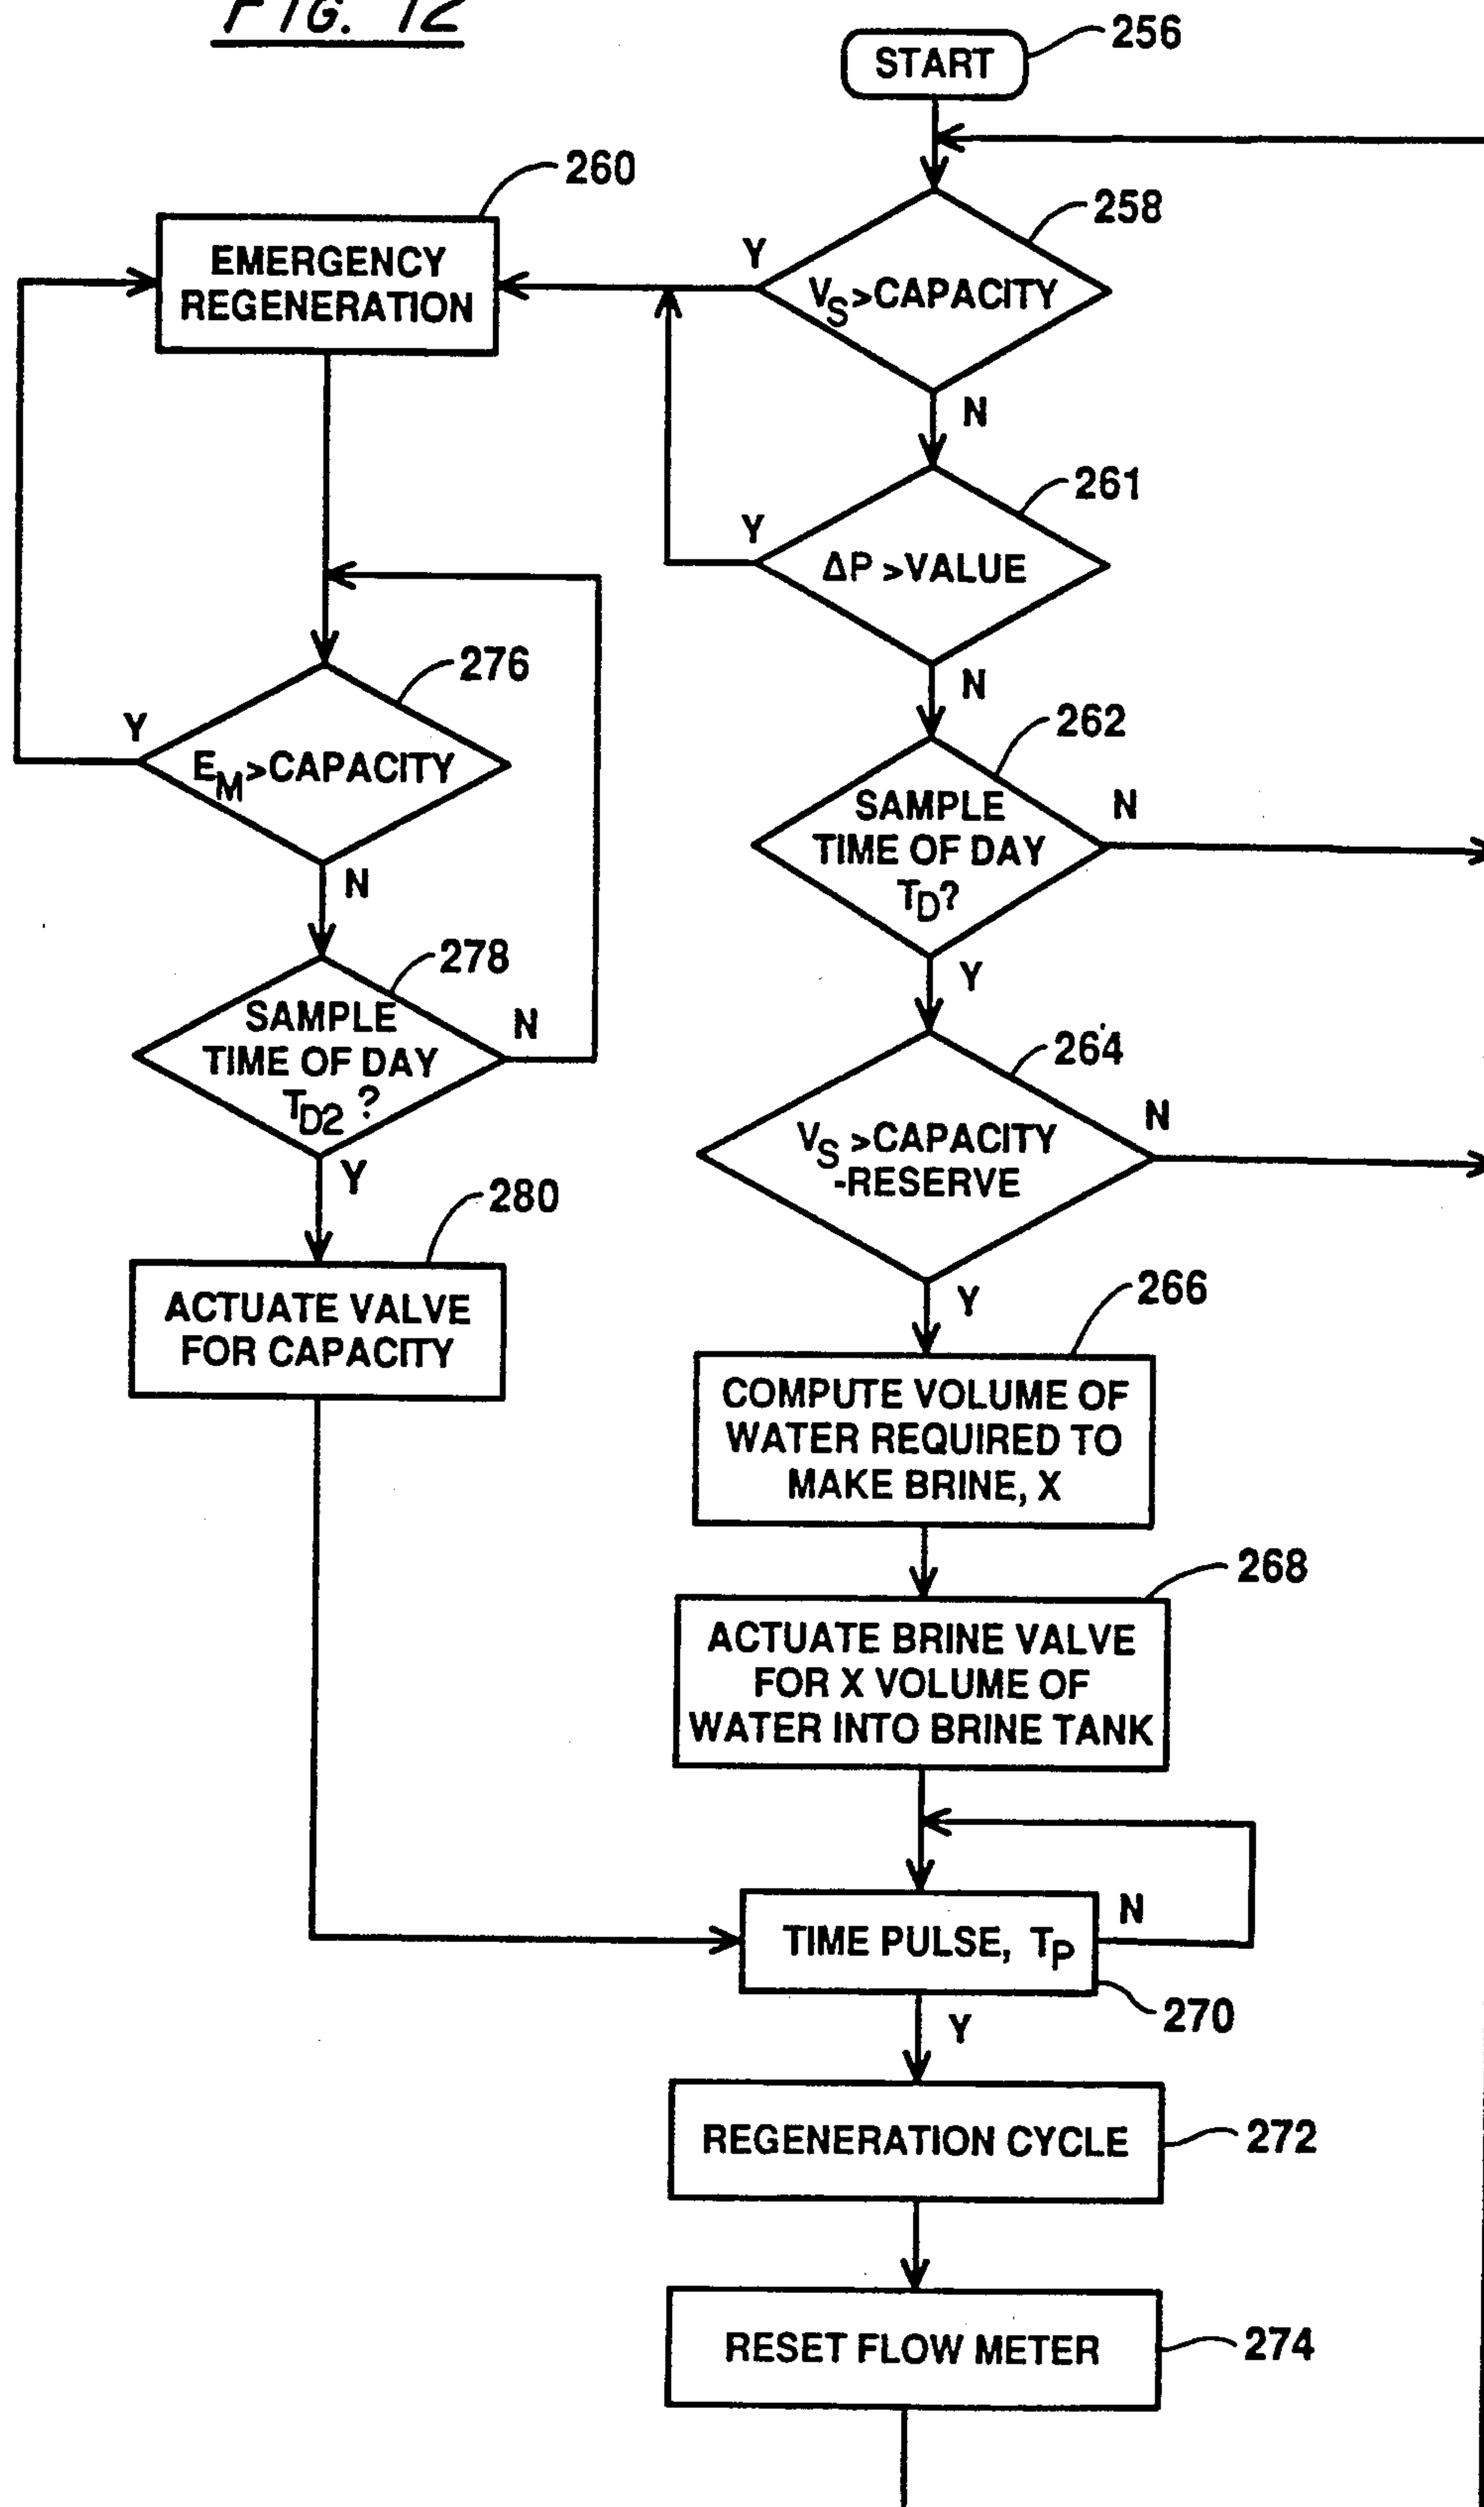 FIG. 12
START
256
260
258
EMERGENCY
REGENERATION
Y
VS>CAPACITY
N
261
Y
ΔP >VALUE
N
276
262
Y
EM>CAPACITY
SAMPLE
TIME OF DAY
TD?
N
N
Y
278
SAMPLE
TIME OF DAY
TD2 ?
N
264
VS >CAPACITY
-RESERVE
N
Y
280
Y
266
ACTUATE VALVE
FOR CAPACITY
COMPUTE VOLUME OF
WATER REQUIRED TO
MAKE BRINE, X
268
ACTUATE BRINE VALVE
FOR X VOLUME OF
WATER INTO BRINE TANK
TIME PULSE, TP
N
270
Y
REGENERATION CYCLE
272
RESET FLOW METER
274